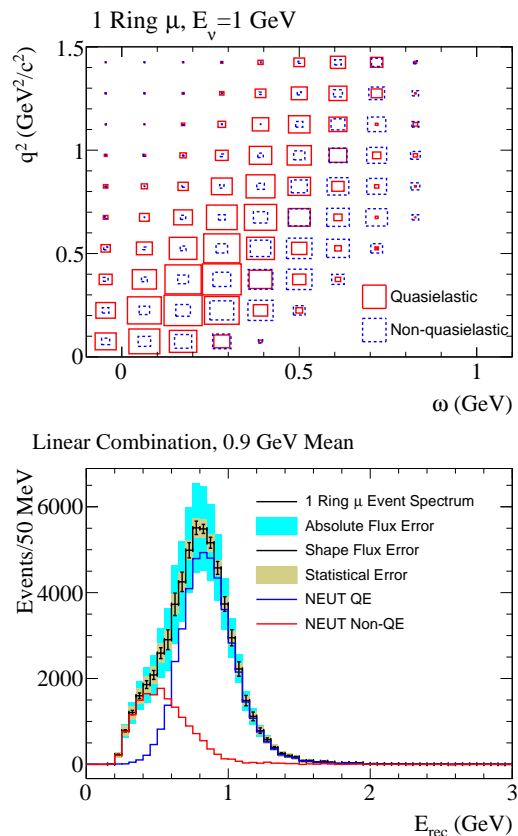 1 Ring μ, E_ν=1 GeV
q² (GeV²/c²)
1.5
1
0.5
0
Quasielastic
Non-quasielastic
0 0.5 1
ω (GeV)
Linear Combination, 0.9 GeV Mean
Events/50 MeV
6000
4000
2000
0
1 Ring μ Event Spectrum
Absolute Flux Error
Shape Flux Error
Statistical Error
NEUT QE
NEUT Non-QE
0 1 2 3
E_rec (GeV)